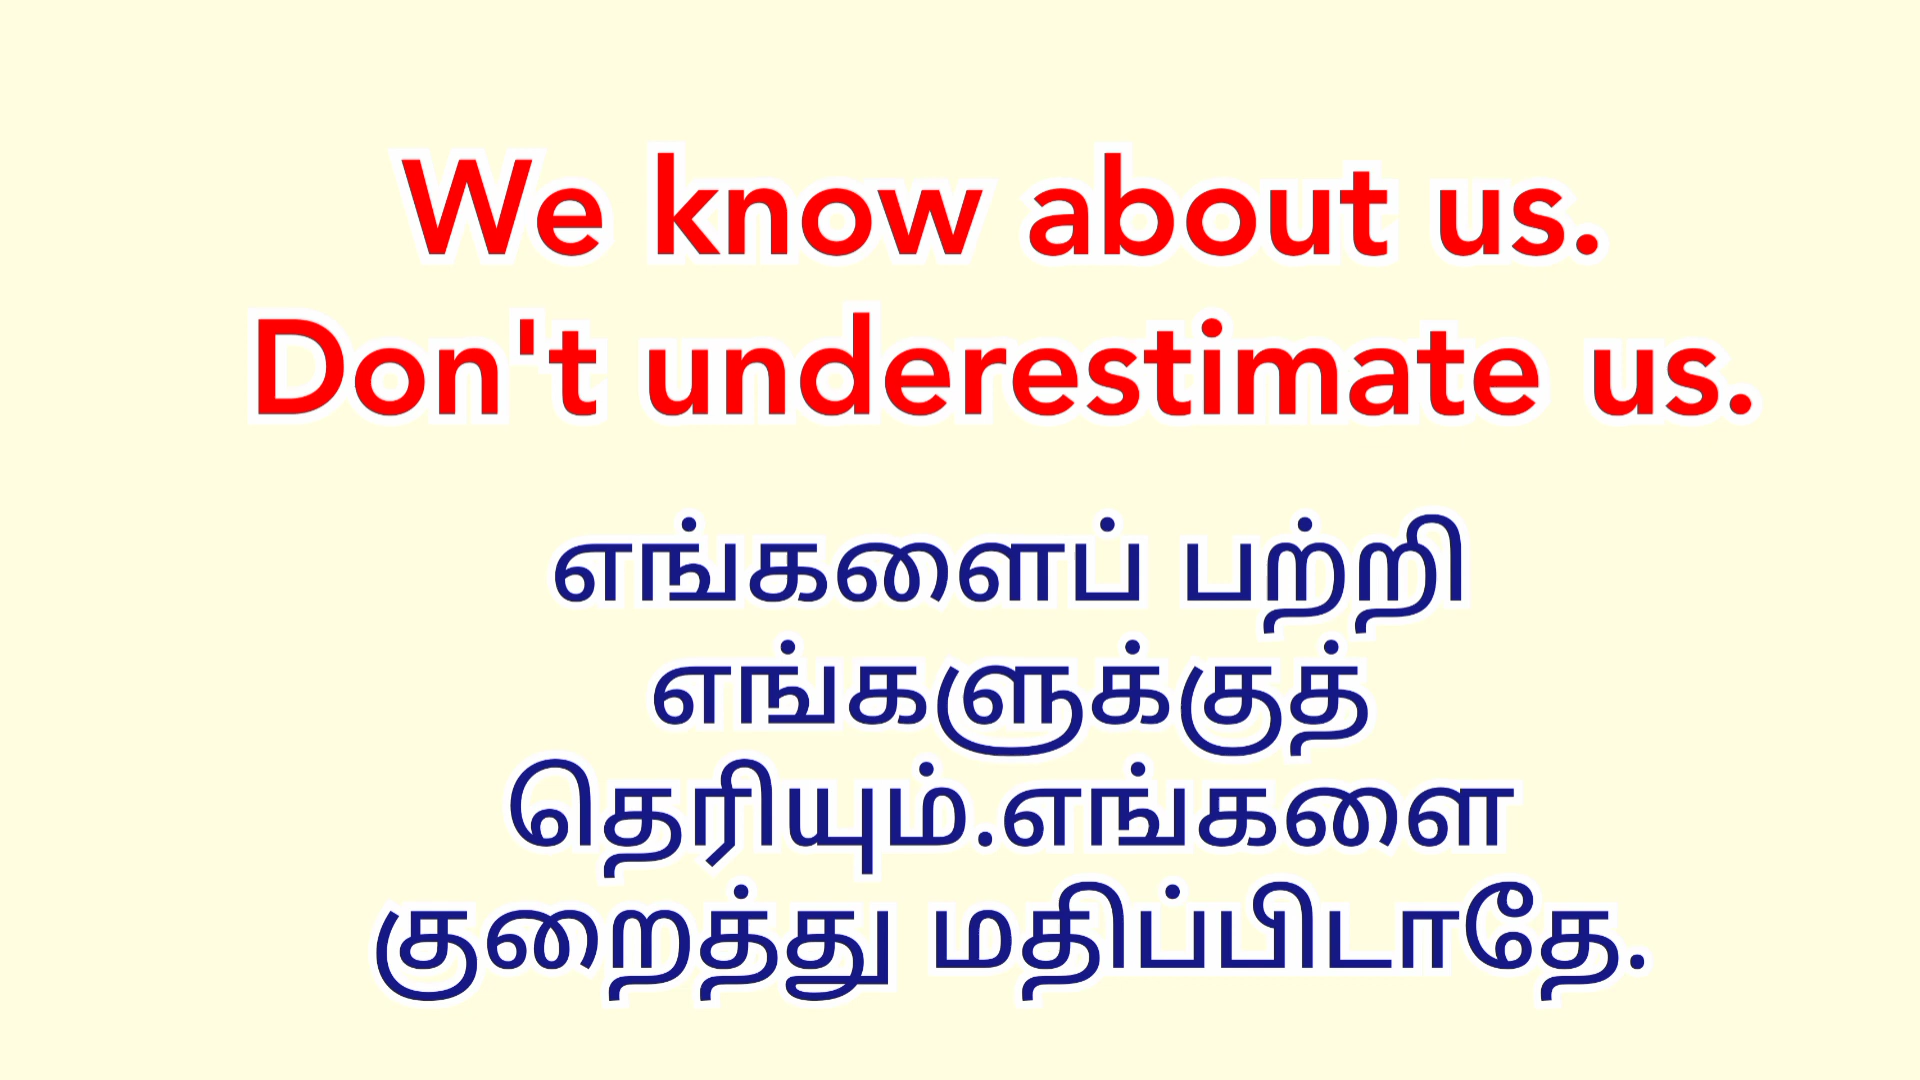 We know about us.
Don't underestimate us.
எங்களைப் பற்றி
எங்களுக்குத்
தெரியும்.எங்களை
குறைத்து மதிப்பிடாதே.